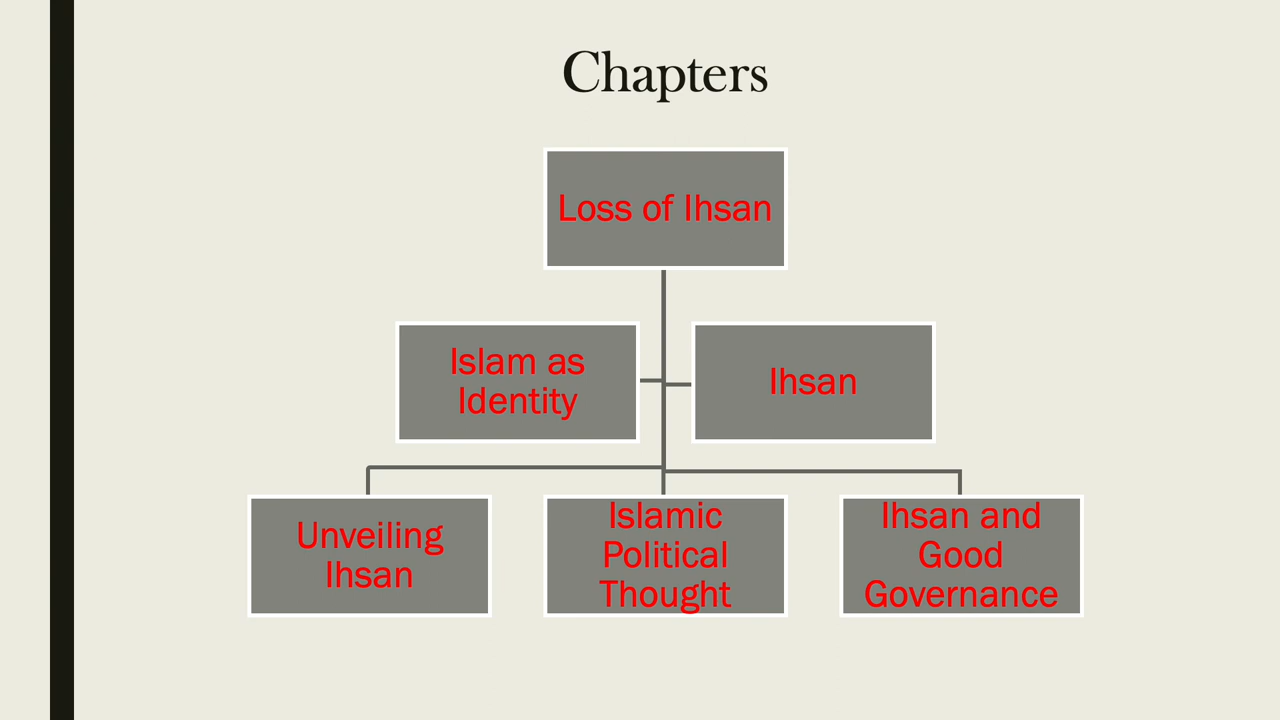 Chapters
Loss of Ihsan
Islam as
Identity
Ihsan
Unveiling
Ihsan
Islamic
Political
Thought
Ihsan and
Good
Governance